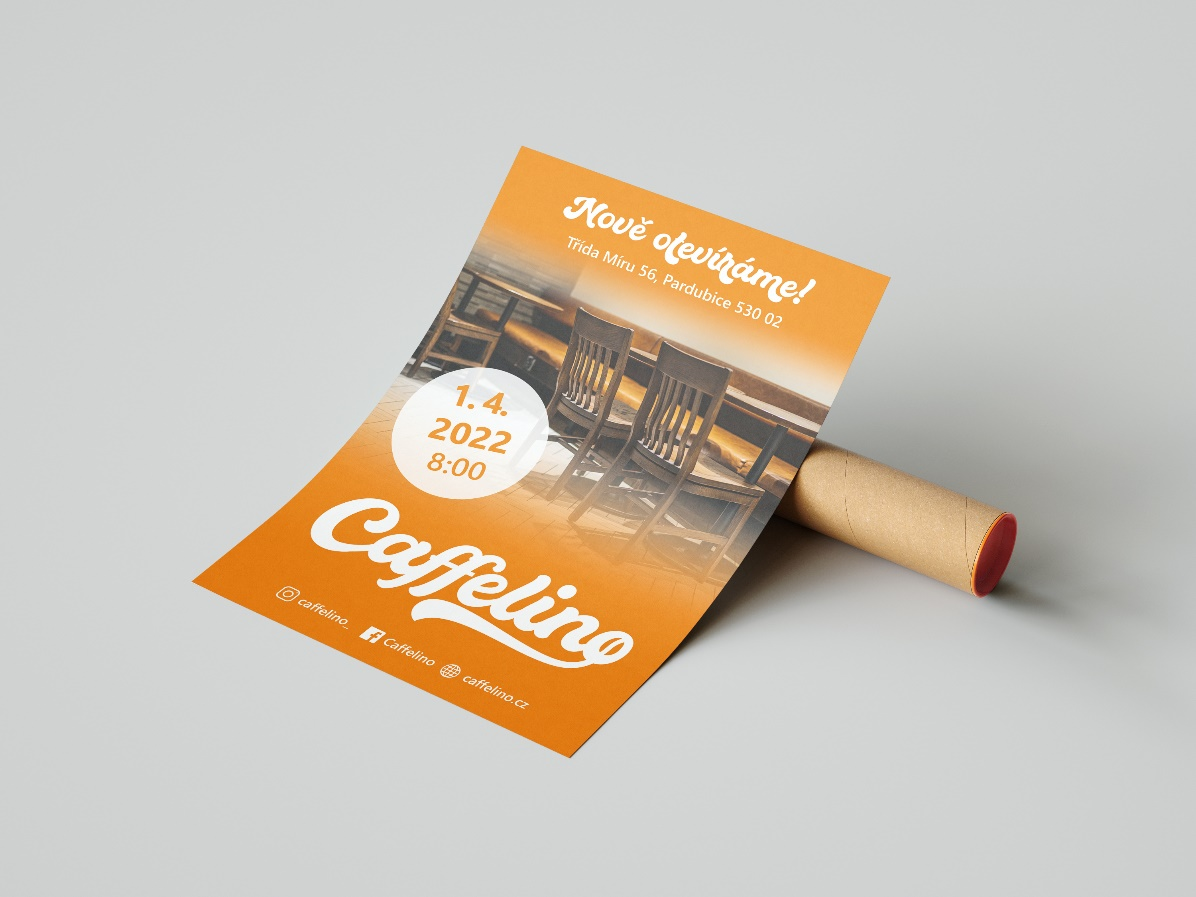 Nově otevíráme!
Třída Míru 56, Pardubice 530 02
1. 4.
2022
8:00
Caffelino
caffelino_
Caffelino
caffelino.cz